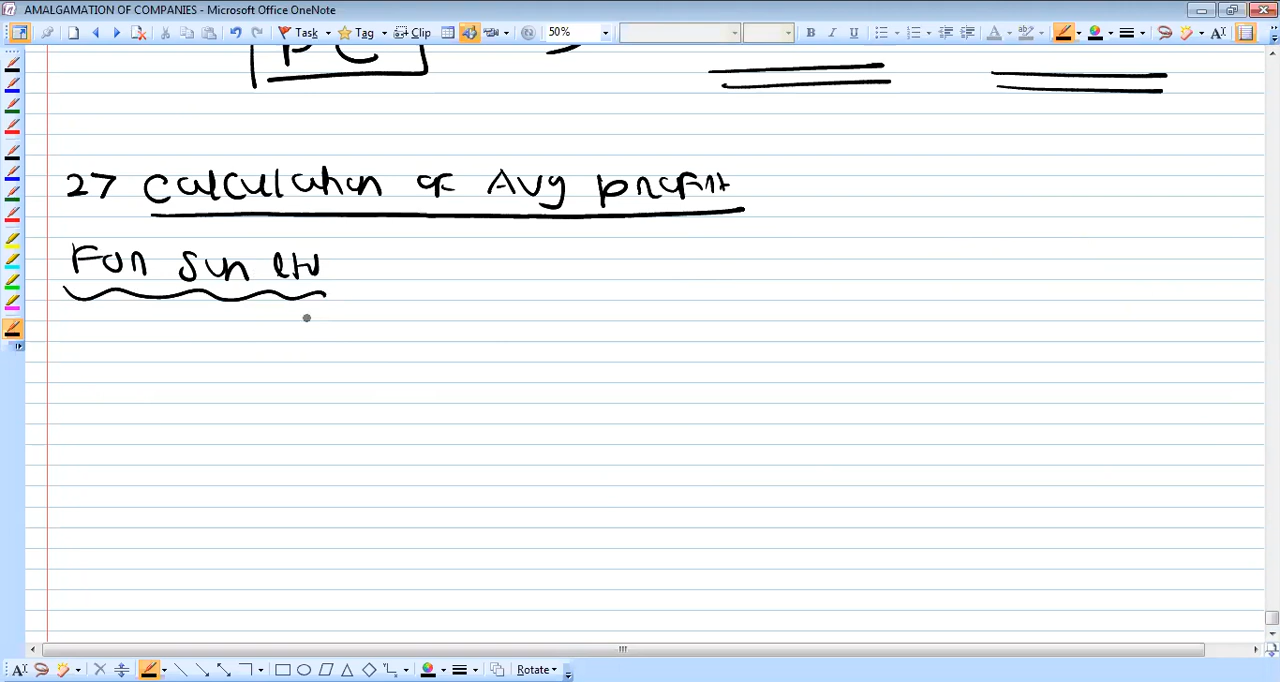 AMALGAMATION OF COMPANIES - Microsoft Office OneNote
Task Tag Clip 50% B I U
PC
27 Calculation of Avg profit
For Sun ltd
Rotate